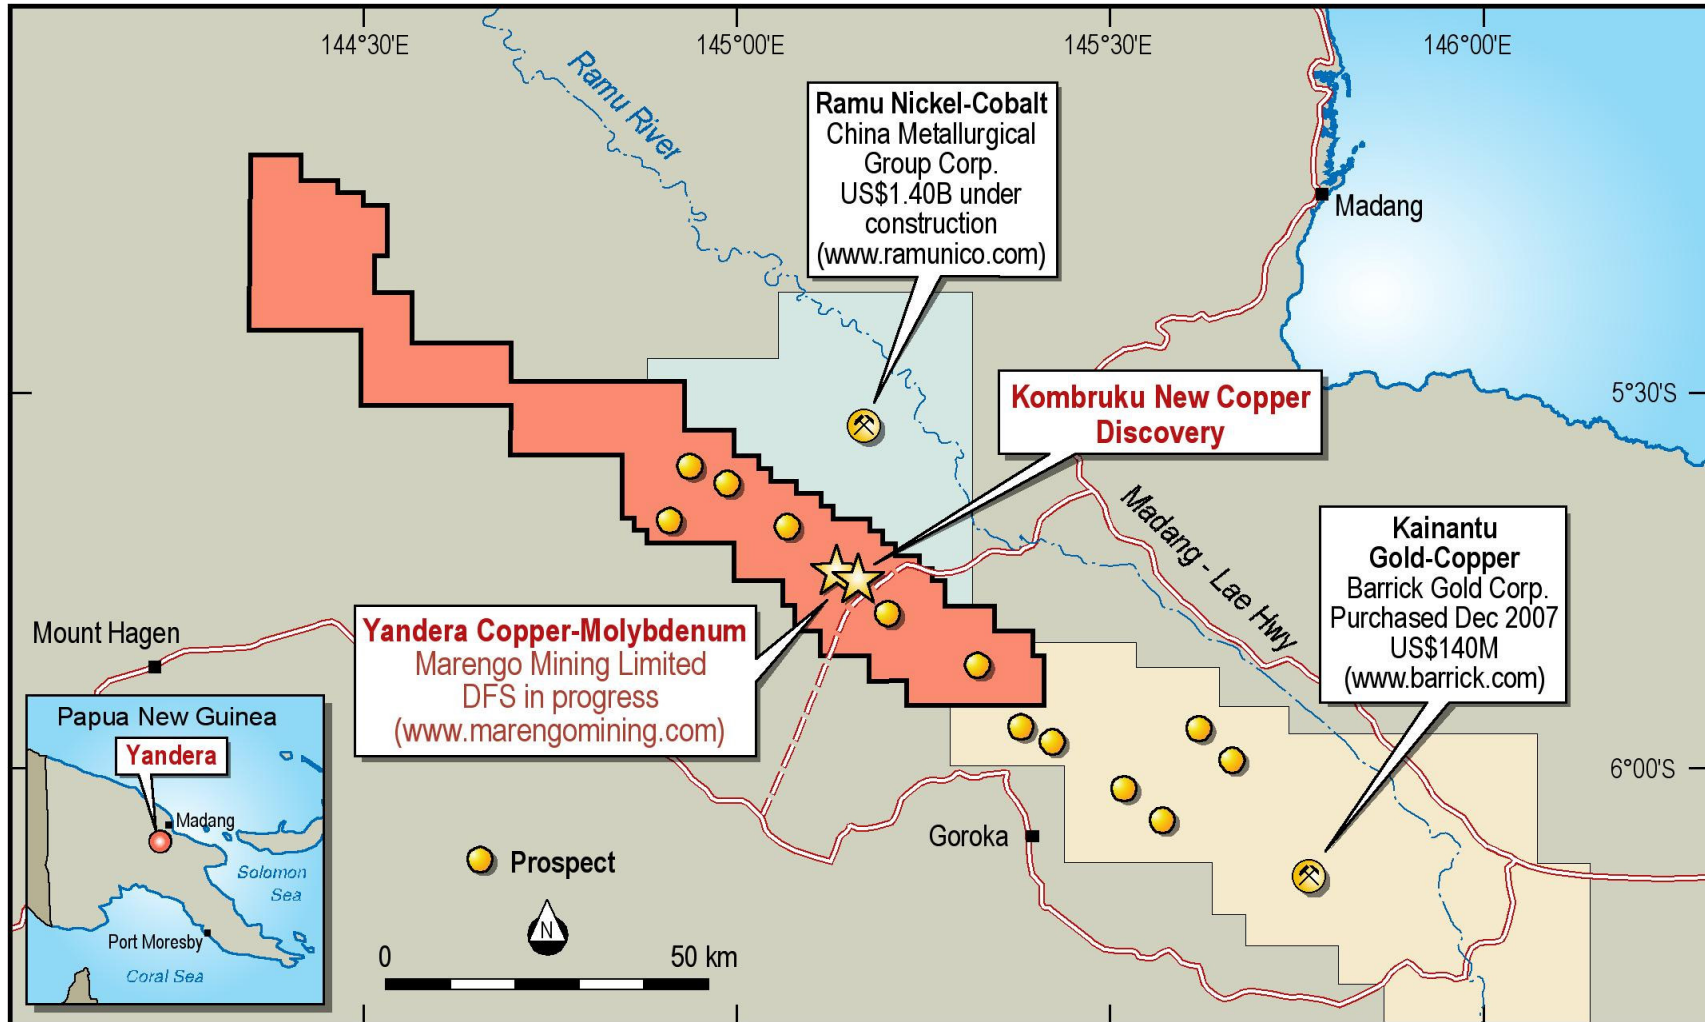 144°30'E
145°00'E
145°30'E
146°00'E
Ramu River
Ramu Nickel-Cobalt
China Metallurgical
Group Corp.
US$1.40B under
construction
(www.ramunico.com)
Madang
5°30'S
Kombruku New Copper
Discovery
Madang - Lae Hwy
Kainantu
Gold-Copper
Barrick Gold Corp.
Purchased Dec 2007
US$140M
(www.barrick.com)
Mount Hagen
Yandera Copper-Molybdenum
Marengo Mining Limited
DFS in progress
(www.marengomining.com)
6°00'S
Goroka
Papua New Guinea
Yandera
Madang
Solomon
Sea
Port Moresby
Coral Sea
Prospect
N
0
50 km